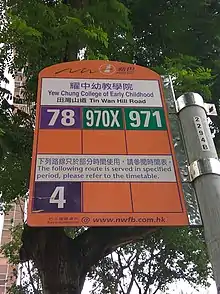 新巴
耀中幼教學院
Yew Chung College of Early Childhood
田灣山道 Tin Wan Hill Road
78 970X 971
下列路線只於部分時間使用，請參閱時間表。
The following route is served in specified
period, please refer to the timetable.
4
www.nwfb.com.hk